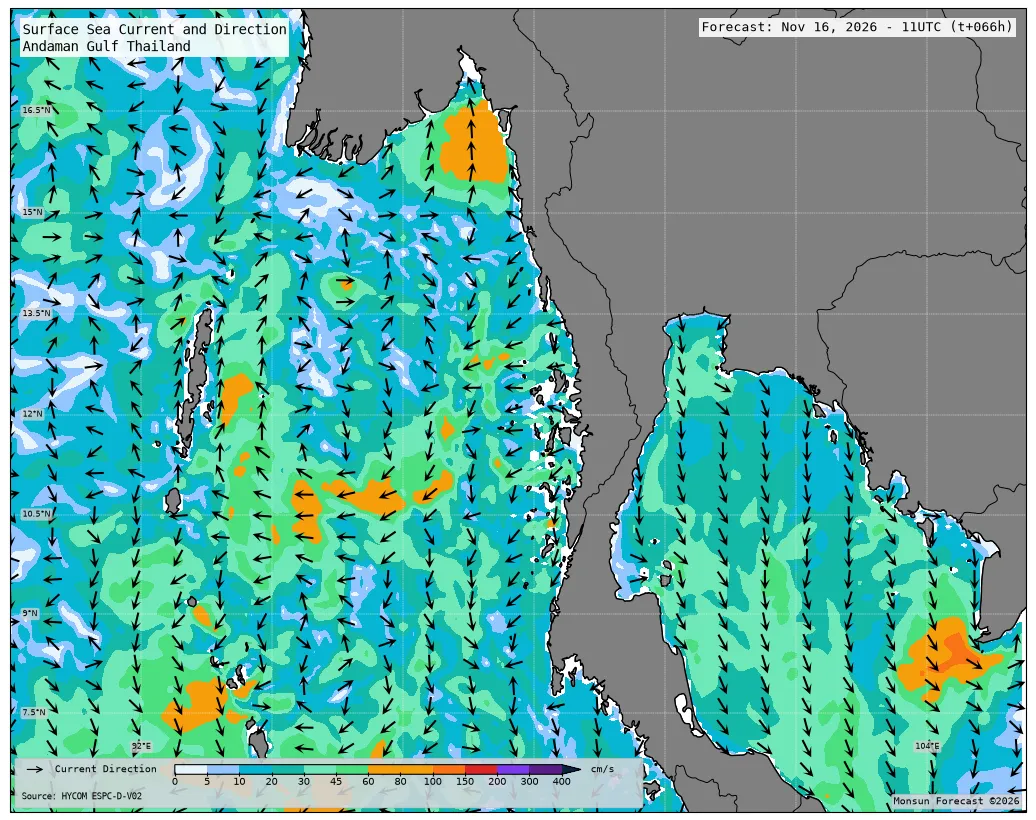 Surface Sea Current and Direction
Andaman Gulf Thailand
Forecast: Nov 16, 2026 - 11UTC (t+066h)
16.5°N
15°N
13.5°N
12°N
10.5°N
9°N
7.5°N
92°E
104°E
Current Direction
5 10 20 30 45 60 80 100 150 200 300 400
cm/s
Source: HYCOM ESPC-D-V02
Monsun Forecast ©2026